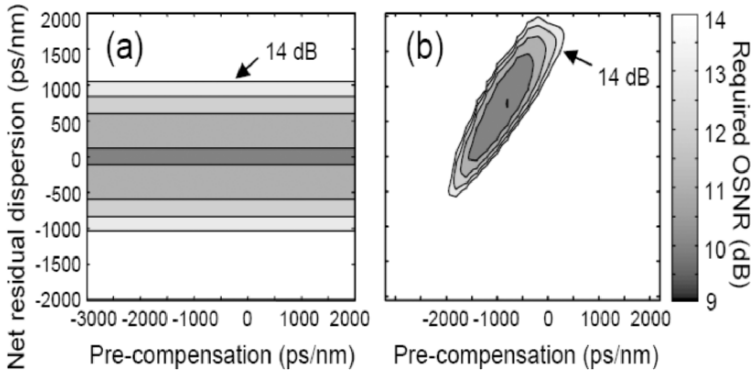 Net residual dispersion (ps/nm)
2000
1500
1000
500
0
-500
-1000
-1500
-2000
(a)
14 dB
-3000 -2000 -1000 0 1000 2000
Pre-compensation (ps/nm)
(b)
14 dB
-2000 -1000 0 1000 2000
Pre-compensation (ps/nm)
14
13
12
11
10
9
Required OSNR (dB)